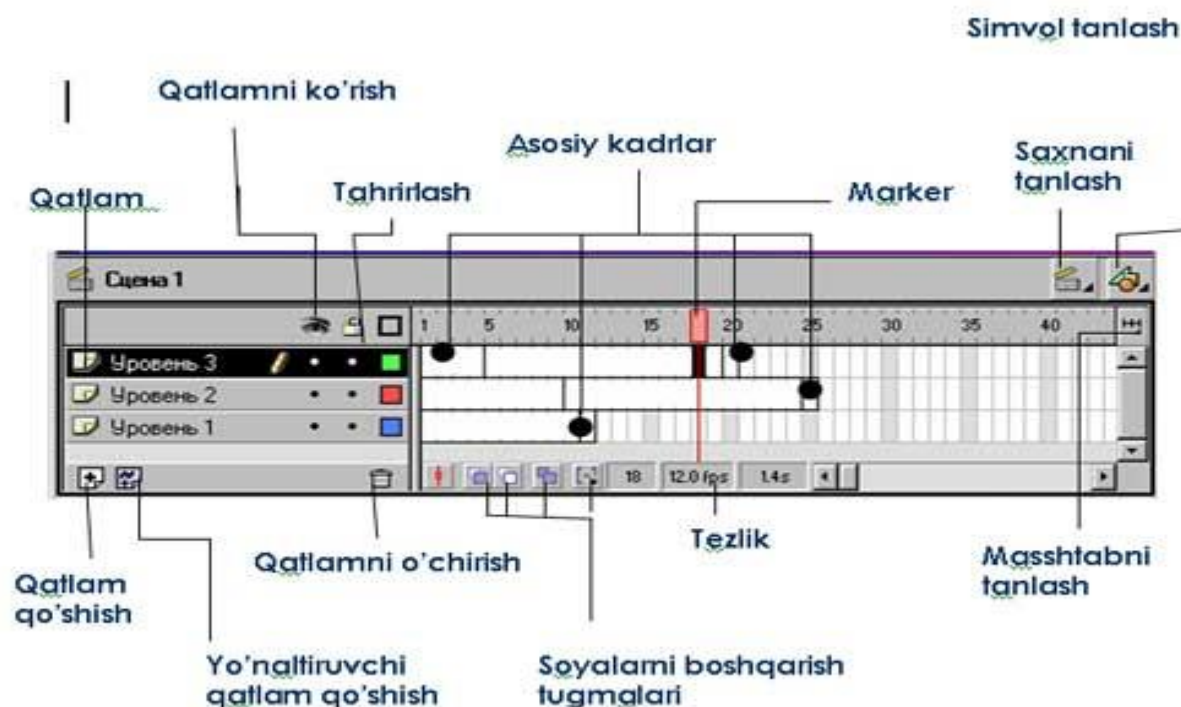 Simvol tanlash
Qatlamni ko'rish
Asosiy kadrlar
Saxnani
tanlash
Qatlam
Tahrirlash
Marker
Сцена 1
1 5 10 15 20 25 30 35 40
Уровень 3
Уровень 2
Уровень 1
18 12.0 fps 1.4s
Qatlam
qo'shish
Qatlamni o'chirish
Tezlik
Masshtabni
tanlash
Yo'naltiruvchi
qatlam qo'shish
Soyalarni boshqarish
tugmalari